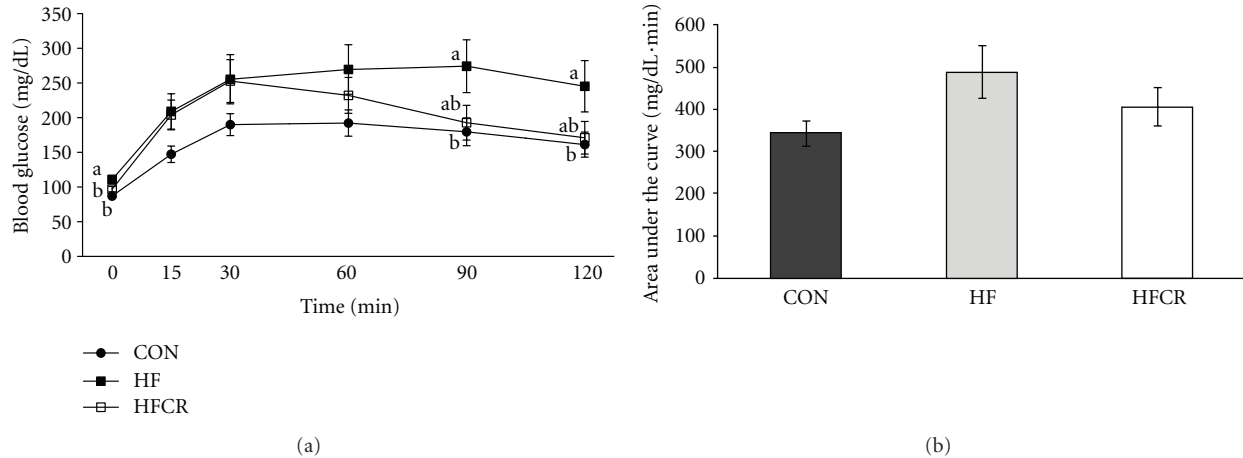 350
300
250
200
150
100
50
0
Blood glucose (mg/dL)
a
b
b
a
ab
b
a
ab
b
0 15 30 60 90 120
Time (min)
CON
HF
HFCR
(a)
600
500
400
300
200
100
0
Area under the curve (mg/dL·min)
CON HF HFCR
(b)